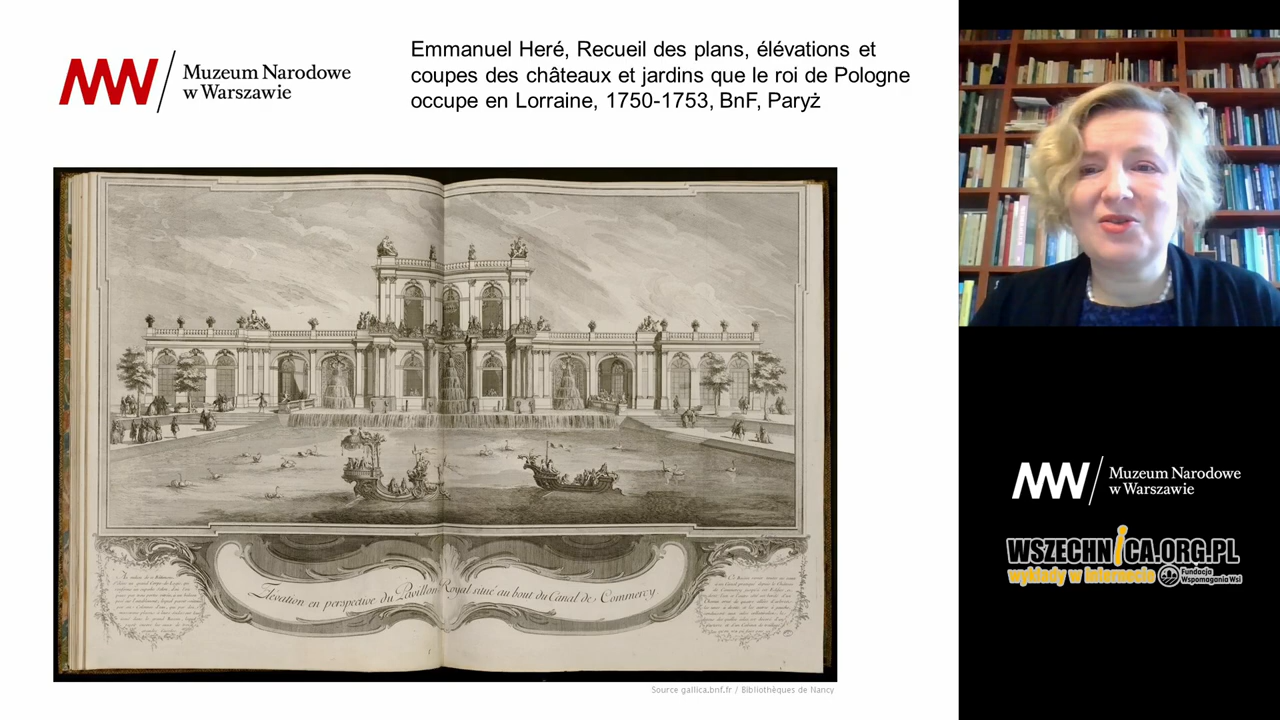 Muzeum Narodowe
w Warszawie
Emmanuel Heré, Recueil des plans, élévations et
coupes des châteaux et jardins que le roi de Pologne
occupe en Lorraine, 1750-1753, BnF, Paryż
Elévation en perspective du Pavillon Royal situé au bout du Canal de Commercy
Source gallica.bnf.fr / Bibliothèques de Nancy
Muzeum Narodowe
w Warszawie
WSZECHNICA.ORG.PL
wykłady w internecie
Fundacja
Wspomagania Wsi